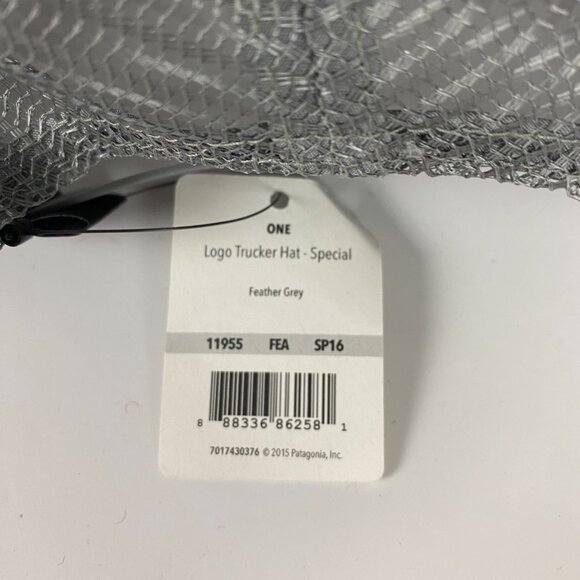 ONE
Logo Trucker Hat - Special
Feather Grey
11955 FEA SP16
8 88336 86258 1
7017430376 © 2015 Patagonia, Inc.